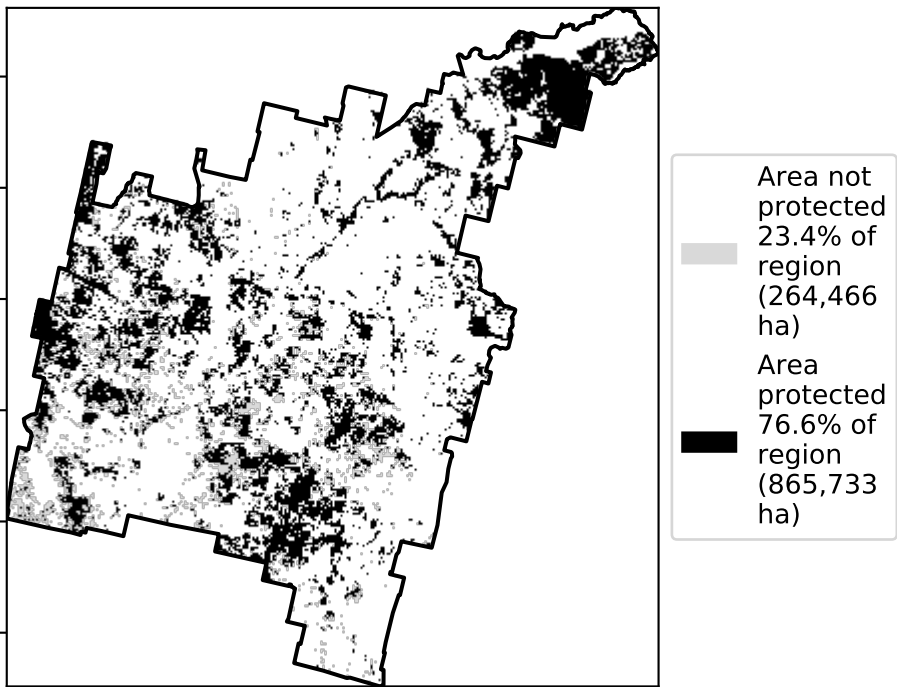 Area not
protected
23.4% of
region
(264,466
ha)
Area
protected
76.6% of
region
(865,733
ha)